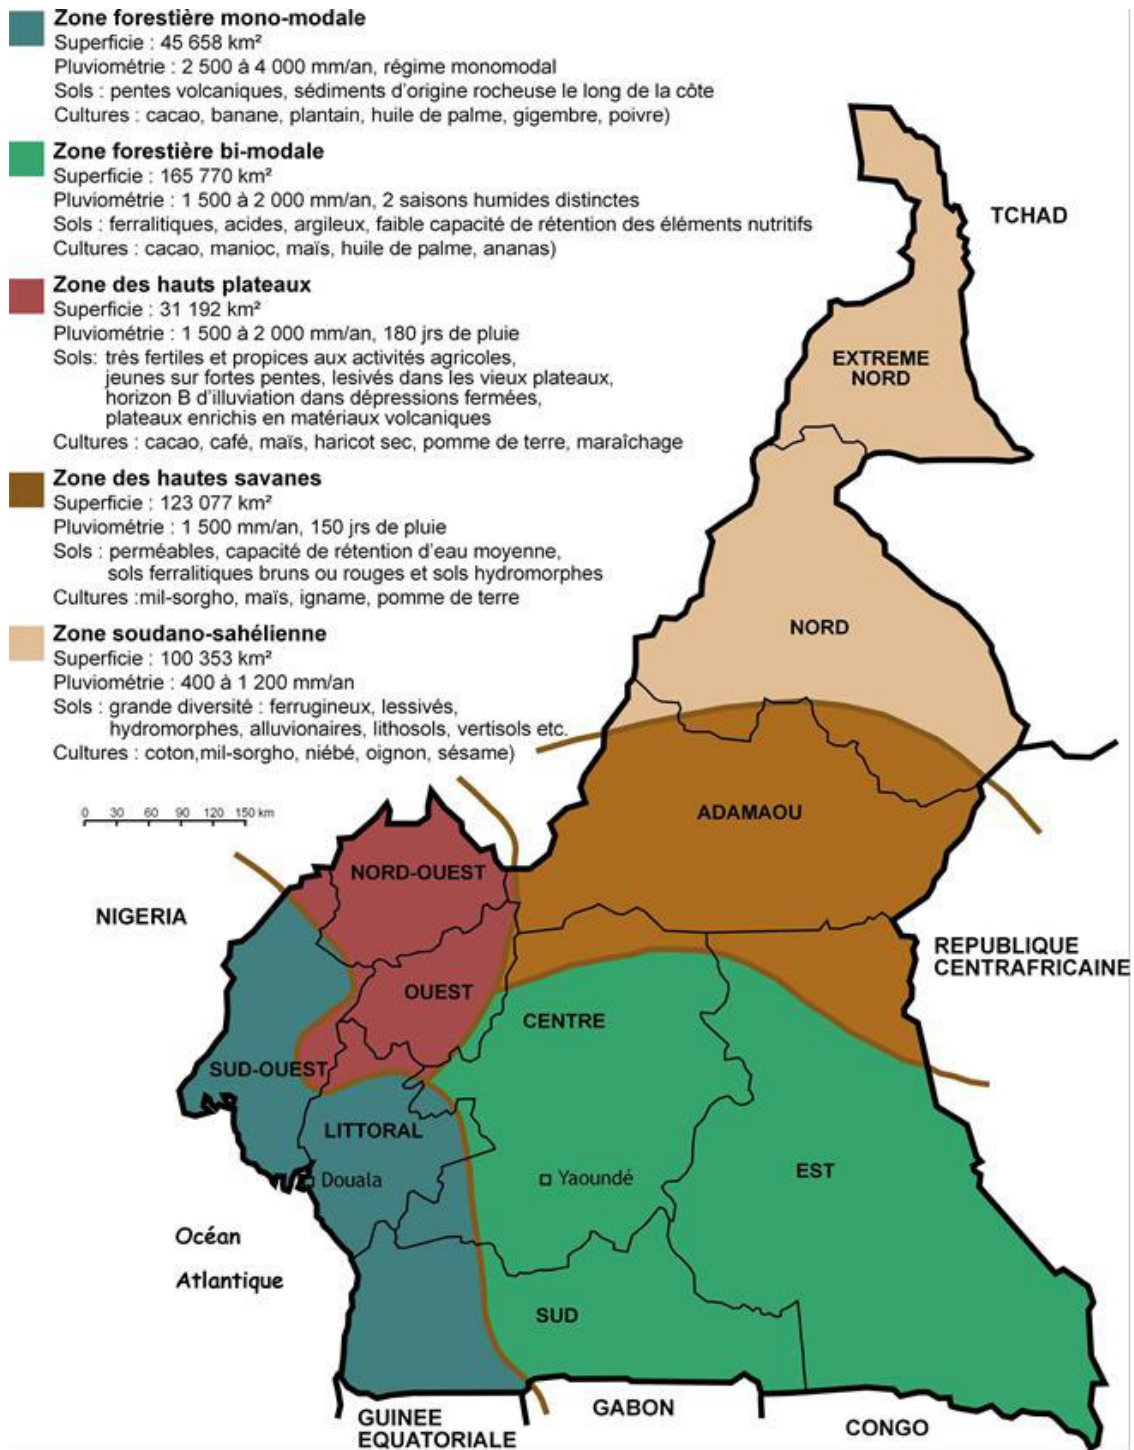 Zone forestière mono-modale
Superficie : 45 658 km²
Pluviométrie : 2 500 à 4 000 mm/an, régime monomodal
Sols : pentes volcaniques, sédiments d'origine rocheuse le long de la côte
Cultures : cacao, banane, plantain, huile de palme, gigembre, poivre)
Zone forestière bi-modale
Superficie : 165 770 km²
Pluviométrie : 1 500 à 2 000 mm/an, 2 saisons humides distinctes
Sols : ferralitiques, acides, argileux, faible capacité de rétention des éléments nutritifs
Cultures : cacao, manioc, maïs, huile de palme, ananas)
Zone des hauts plateaux
Superficie : 31 192 km²
Pluviométrie : 1 500 à 2 000 mm/an, 180 jrs de pluie
Sols: très fertiles et propices aux activités agricoles,
jeunes sur fortes pentes, lesivés dans les vieux plateaux,
horizon B d'illuviation dans dépressions fermées,
plateaux enrichis en matériaux volcaniques
Cultures : cacao, café, maïs, haricot sec, pomme de terre, maraîchage
Zone des hautes savanes
Superficie : 123 077 km²
Pluviométrie : 1 500 mm/an, 150 jrs de pluie
Sols : perméables, capacité de rétention d'eau moyenne,
sols ferralitiques bruns ou rouges et sols hydromorphes
Cultures :mil-sorgho, maïs, igname, pomme de terre
Zone soudano-sahélienne
Superficie : 100 353 km²
Pluviométrie : 400 à 1 200 mm/an
Sols : grande diversité : ferrugineux, lessivés,
hydromorphes, alluvionaires, lithosols, vertisols etc.
Cultures : coton,mil-sorgho, niébé, oignon, sésame)
0 30 60 90 120 150 km
TCHAD
EXTREME
NORD
NORD
ADAMAOU
NORD-OUEST
NIGERIA
REPUBLIQUE
CENTRAFRICAINE
OUEST
CENTRE
SUD-OUEST
LITTORAL
EST
Douala
Yaoundé
Océan
Atlantique
SUD
GABON
GUINEE
EQUATORIALE
CONGO